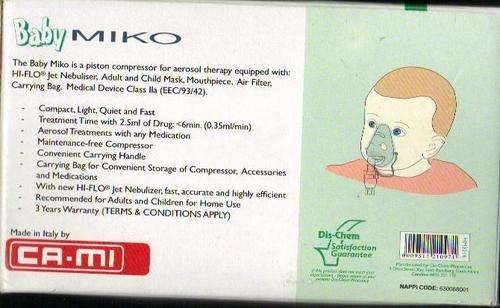 Baby MIKO
The Baby Miko is a piston compressor for aerosol therapy equipped with:
HI-FLO® Jet Nebuliser, Adult and Child Mask, Mouthpiece, Air Filter,
Carrying Bag. Medical Device Class IIa (EEC/93/42).
- Compact, Light, Quiet and Fast
- Treatment Time with 2.5ml of Drug: <6min. (0.35ml/min)
- Aerosol Treatments with any Medication
- Maintenance-free Compressor
- Convenient Carrying Handle
- Carrying Bag for Convenient Storage of Compressor, Accessories
and Medications
- With new HI-FLO® Jet Nebulizer, fast, accurate and highly efficient
- Recommended for Adults and Children for Home Use
- 3 Years Warranty (TERMS & CONDITIONS APPLY)
Made in Italy by
CA-MI
Dis-Chem
Satisfaction
Guarantee
NAPPI CODE: 630068001